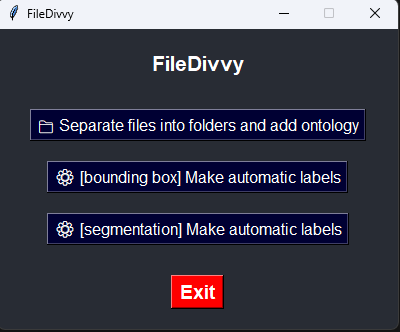 FileDivvy
FileDivvy
Separate files into folders and add ontology
[bounding box] Make automatic labels
[segmentation] Make automatic labels
Exit